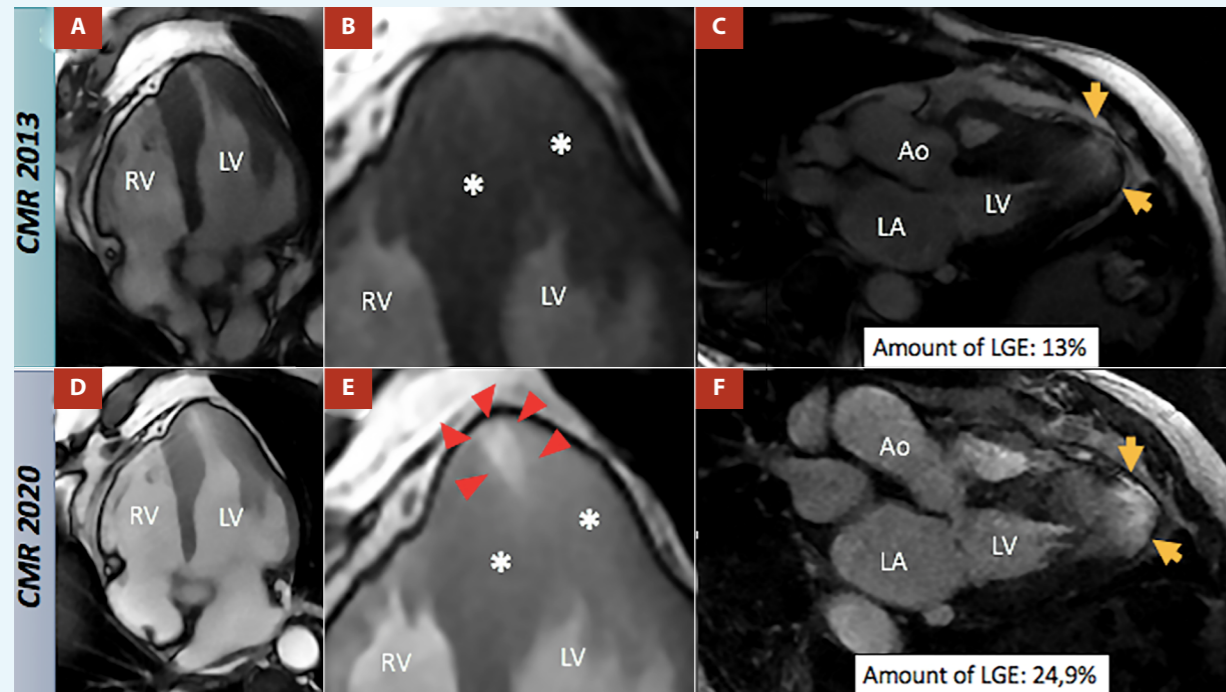 CMR 2013
A
RV
LV
B
*
*
RV
LV
C
Ao
LV
LA
Amount of LGE: 13%
CMR 2020
D
RV
LV
E
*
*
RV
LV
F
Ao
LA
LV
Amount of LGE: 24,9%